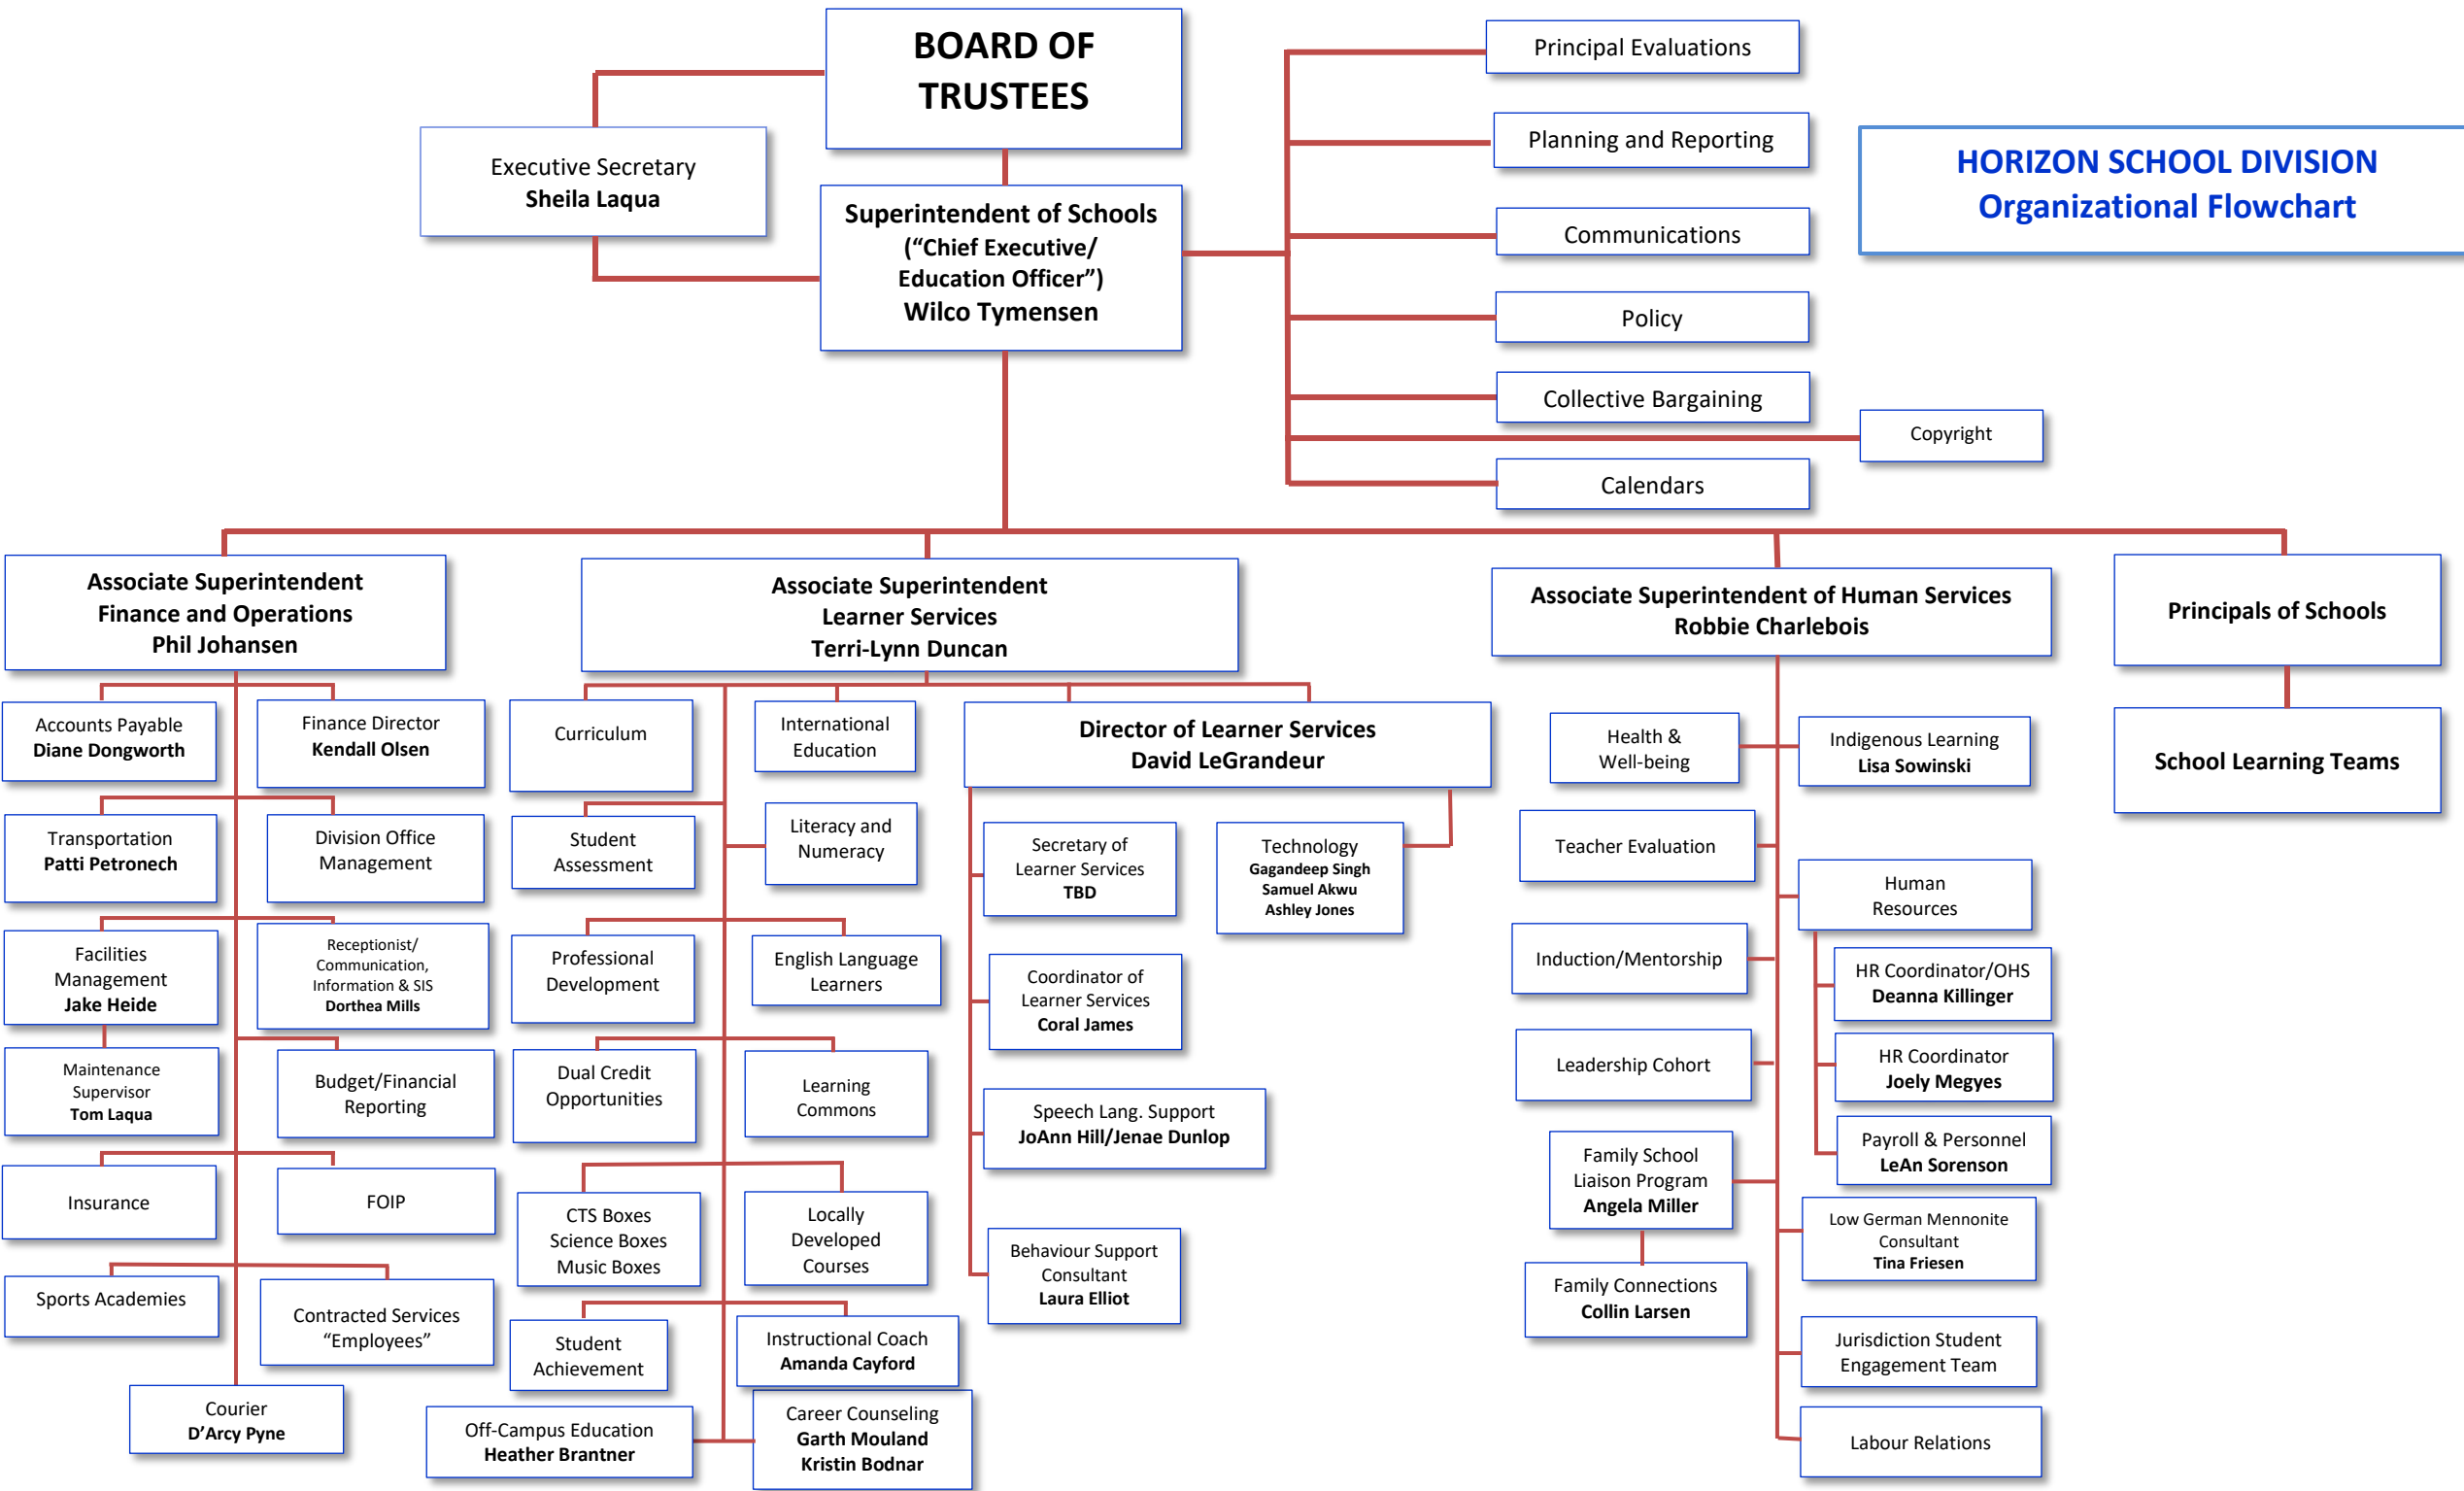 BOARD OF
TRUSTEES
Executive Secretary
Sheila Laqua
Superintendent of Schools
(“Chief Executive/
Education Officer”)
Wilco Tymensen
Principal Evaluations
Planning and Reporting
Communications
Policy
Collective Bargaining
Copyright
Calendars
HORIZON SCHOOL DIVISION
Organizational Flowchart
Associate Superintendent
Finance and Operations
Phil Johansen
Accounts Payable
Diane Dongworth
Finance Director
Kendall Olsen
Transportation
Patti Petronech
Division Office
Management
Facilities
Management
Jake Heide
Receptionist/
Communication,
Information & SIS
Dorthea Mills
Maintenance
Supervisor
Tom Laqua
Budget/Financial
Reporting
Insurance
FOIP
Sports Academies
Contracted Services
“Employees”
Courier
D’Arcy Pyne
Associate Superintendent
Learner Services
Terri-Lynn Duncan
Curriculum
International
Education
Student
Assessment
Literacy and
Numeracy
Professional
Development
English Language
Learners
Dual Credit
Opportunities
Learning
Commons
CTS Boxes
Science Boxes
Music Boxes
Locally
Developed
Courses
Student
Achievement
Instructional Coach
Amanda Cayford
Off-Campus Education
Heather Brantner
Career Counseling
Garth Mouland
Kristin Bodnar
Director of Learner Services
David LeGrandeur
Secretary of
Learner Services
TBD
Technology
Gagandeep Singh
Samuel Akwu
Ashley Jones
Coordinator of
Learner Services
Coral James
Speech Lang. Support
JoAnn Hill/Jenae Dunlop
Behaviour Support
Consultant
Laura Elliot
Associate Superintendent of Human Services
Robbie Charlebois
Health &
Well-being
Indigenous Learning
Lisa Sowinski
Teacher Evaluation
Human
Resources
Induction/Mentorship
HR Coordinator/OHS
Deanna Killinger
Leadership Cohort
HR Coordinator
Joely Megyes
Payroll & Personnel
LeAn Sorenson
Family School
Liaison Program
Angela Miller
Low German Mennonite
Consultant
Tina Friesen
Family Connections
Collin Larsen
Jurisdiction Student
Engagement Team
Labour Relations
Principals of Schools
School Learning Teams